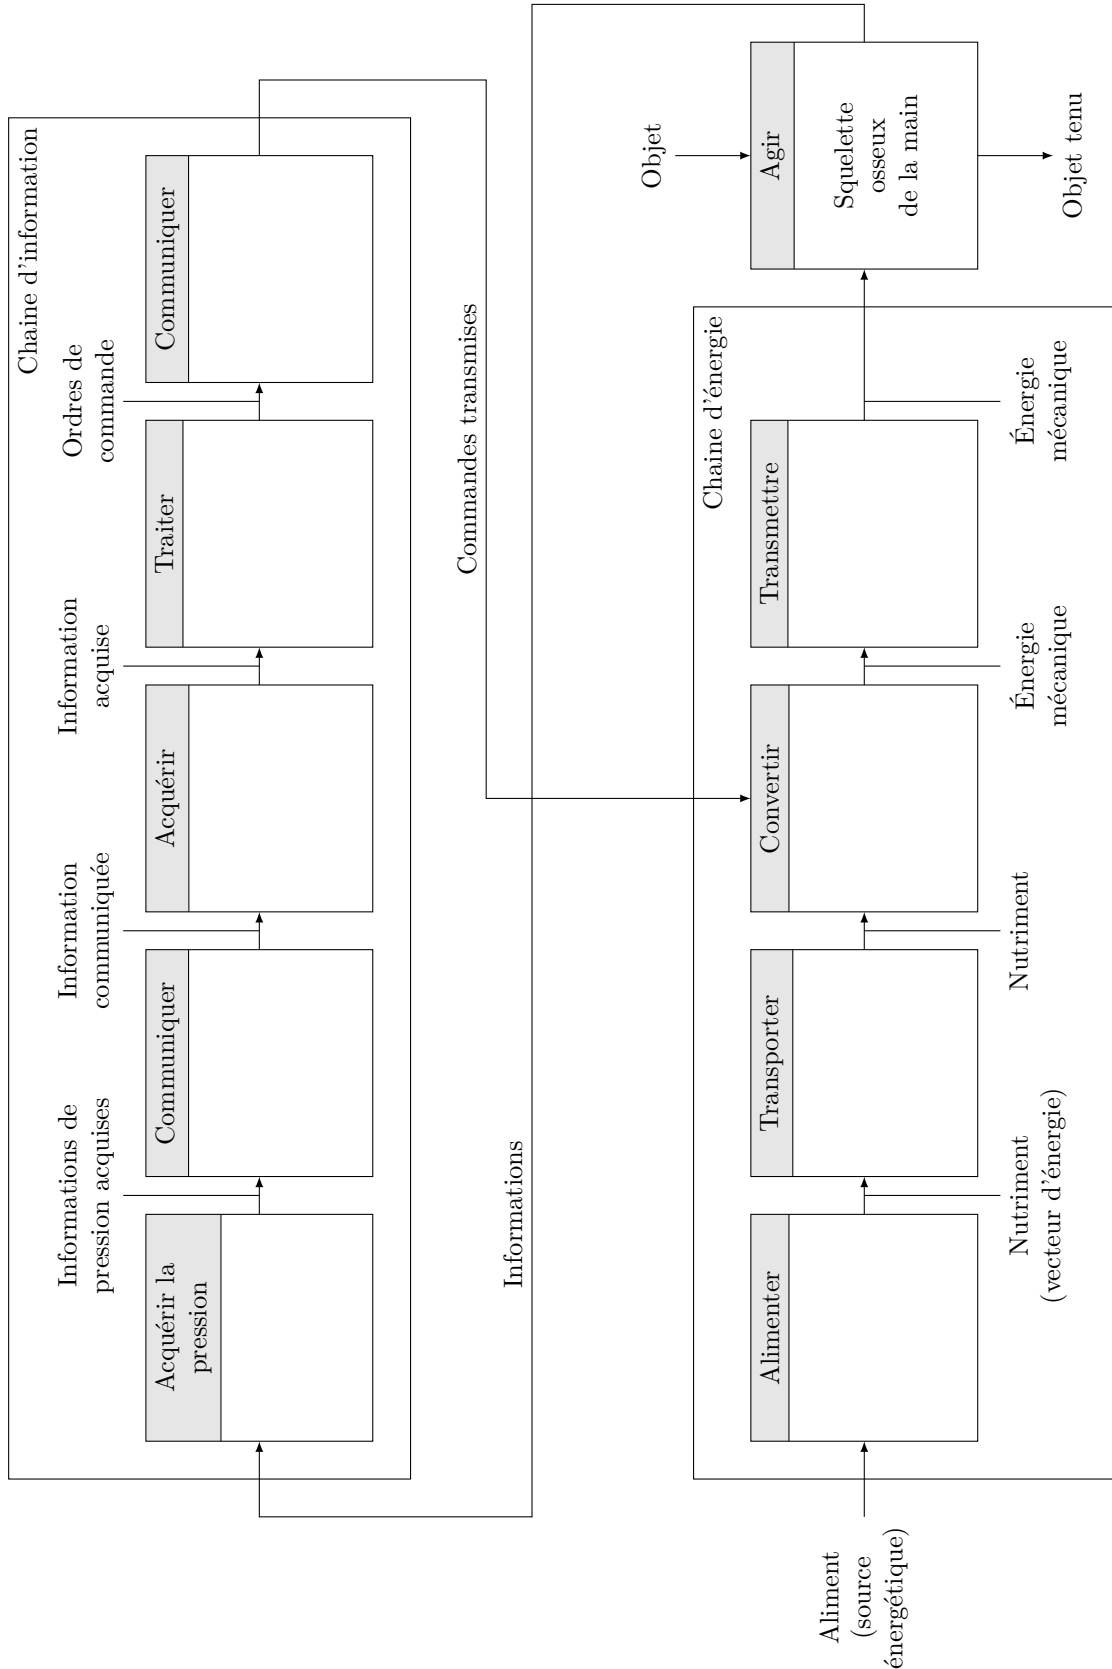 Chaine d'information
Informations de
pression acquises
Information
communiquée
Information
acquise
Ordres de
commande
Acquérir la
pression
Communiquer
Acquérir
Traiter
Communiquer
Informations
Commandes transmises
Objet
Chaine d'énergie
Aliment
(source
énergétique)
Alimenter
Transporter
Convertir
Transmettre
Agir
Squelette
osseux
de la main
Nutriment
(vecteur d'énergie)
Nutriment
Énergie
mécanique
Énergie
mécanique
Objet tenu